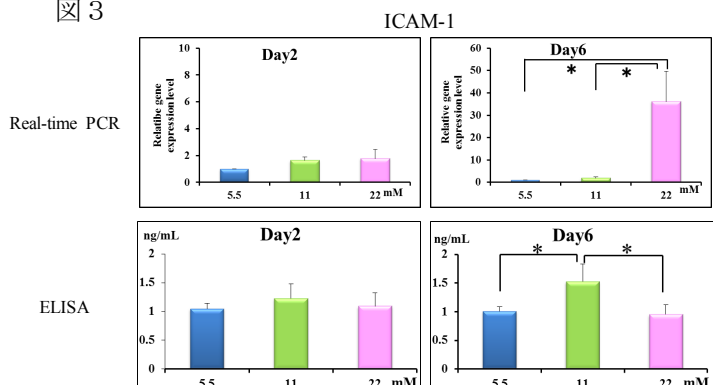 図３
ICAM-1
Real-time PCR
Day2
Relatibe gene
expression level
10
8
6
4
2
0
5.5 11 22 mM
Day6
Relative gene
expression level
60
50
40
30
20
10
0
* *
5.5 11 22 mM
ELISA
ng/mL
Day2
2
1.5
1
0.5
0
5.5 11 22 mM
ng/mL
Day6
2
1.5
1
0.5
0
* *
5.5 11 22 mM